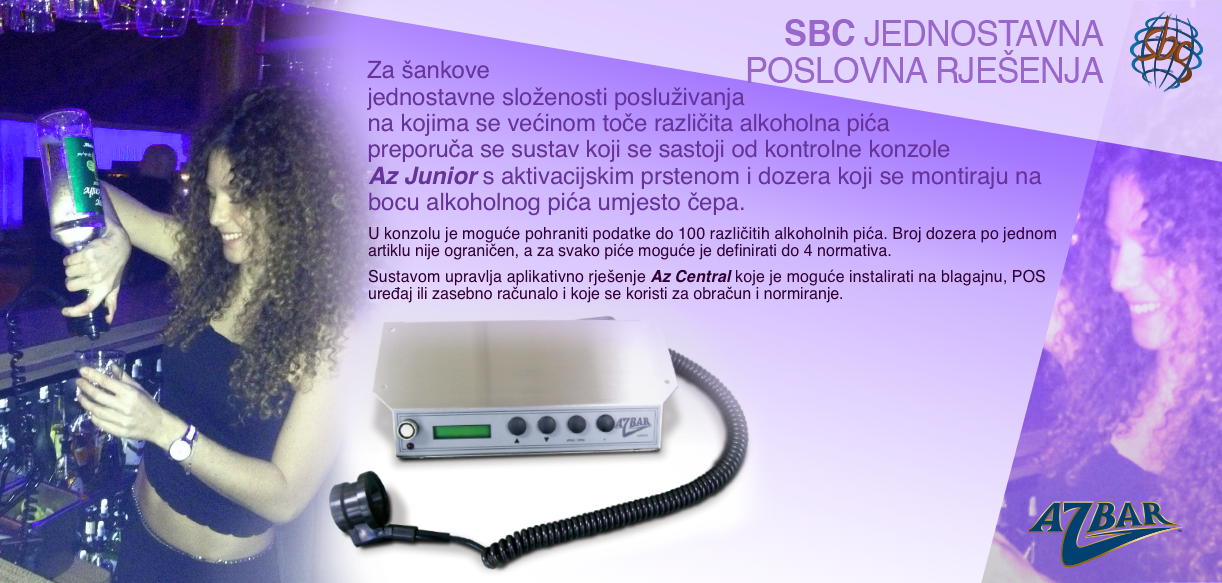 SBC JEDNOSTAVNA
POSLOVNA RJEŠENJA
sbg
Za šankove
jednostavne složenosti posluživanja
na kojima se većinom toče različita alkoholna pića
preporuča se sustav koji se sastoji od kontrolne konzole
Az Junior s aktivacijskim prstenom i dozera koji se montiraju na
bocu alkoholnog pića umjesto čepa.
U konzolu je moguće pohraniti podatke do 100 različitih alkoholnih pića. Broj dozera po jednom
artiklu nije ograničen, a za svako piće moguće je definirati do 4 normativa.
Sustavom upravlja aplikativno rješenje Az Central koje je moguće instalirati na blagajnu, POS
uređaj ili zasebno računalo i koje se koristi za obračun i normiranje.
AZBAR
AZBAR